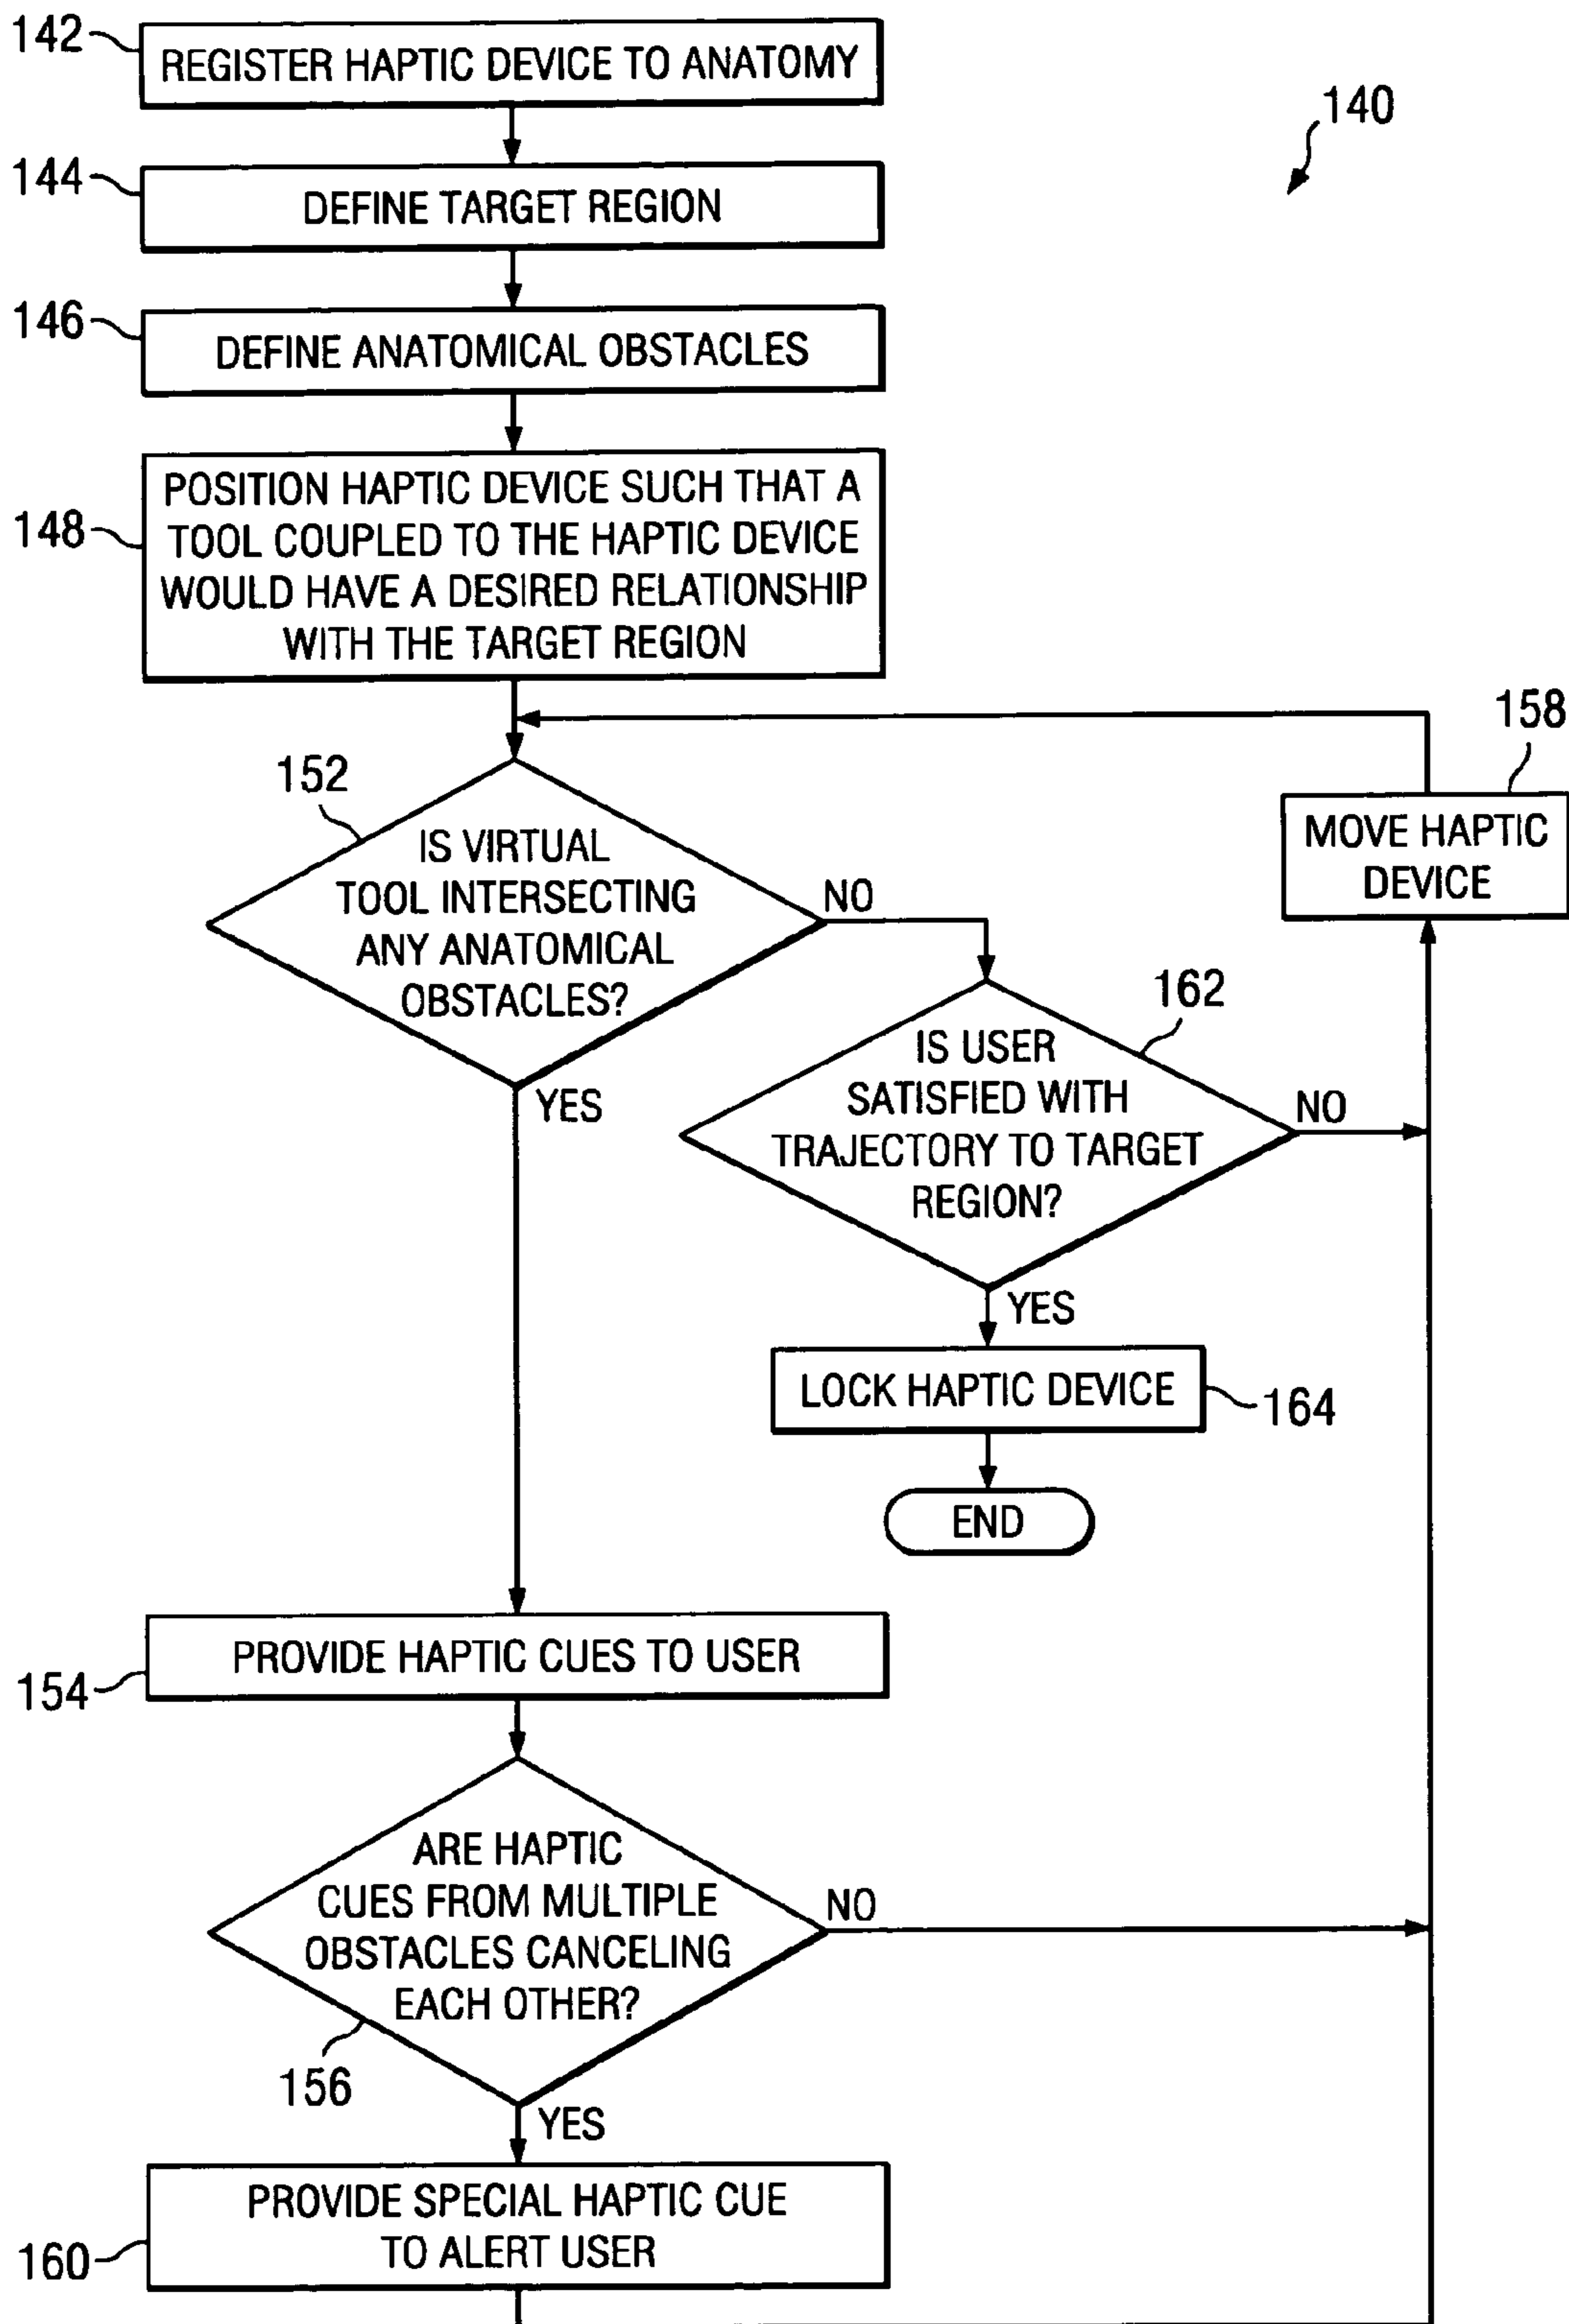 142
REGISTER HAPTIC DEVICE TO ANATOMY
140
144
DEFINE TARGET REGION
146
DEFINE ANATOMICAL OBSTACLES
148
POSITION HAPTIC DEVICE SUCH THAT A
TOOL COUPLED TO THE HAPTIC DEVICE
WOULD HAVE A DESIRED RELATIONSHIP
WITH THE TARGET REGION
158
MOVE HAPTIC
DEVICE
152
IS VIRTUAL
TOOL INTERSECTING
ANY ANATOMICAL
OBSTACLES?
NO
YES
162
IS USER
SATISFIED WITH
TRAJECTORY TO TARGET
REGION?
NO
YES
LOCK HAPTIC DEVICE
164
END
PROVIDE HAPTIC CUES TO USER
154
ARE HAPTIC
CUES FROM MULTIPLE
OBSTACLES CANCELING
EACH OTHER?
NO
156
YES
PROVIDE SPECIAL HAPTIC CUE
TO ALERT USER
160